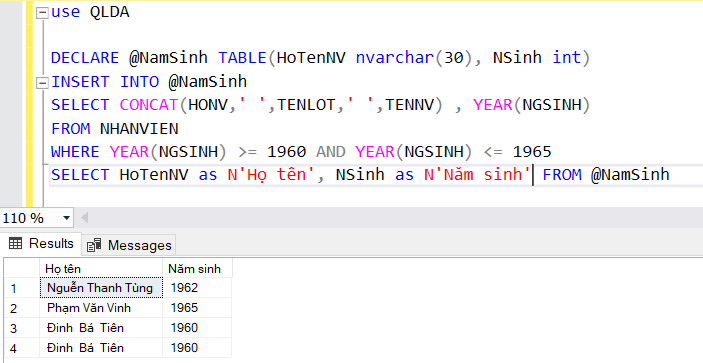 use QLDA
DECLARE @NamSinh TABLE(HoTenNV nvarchar(30), NSinh int)
INSERT INTO @NamSinh
SELECT CONCAT(HONV,' ',TENLOT,' ',TENNV) , YEAR(NGSINH)
FROM NHANVIEN
WHERE YEAR(NGSINH) >= 1960 AND YEAR(NGSINH) <= 1965
SELECT HoTenNV as N'Họ tên', NSinh as N'Năm sinh' FROM @NamSinh
110 %
Results Messages
Họ tên Năm sinh
1 Nguễn Thanh Tùng 1962
2 Phạm Văn Vinh 1965
3 Đinh Bá Tiên 1960
4 Đinh Bá Tiên 1960